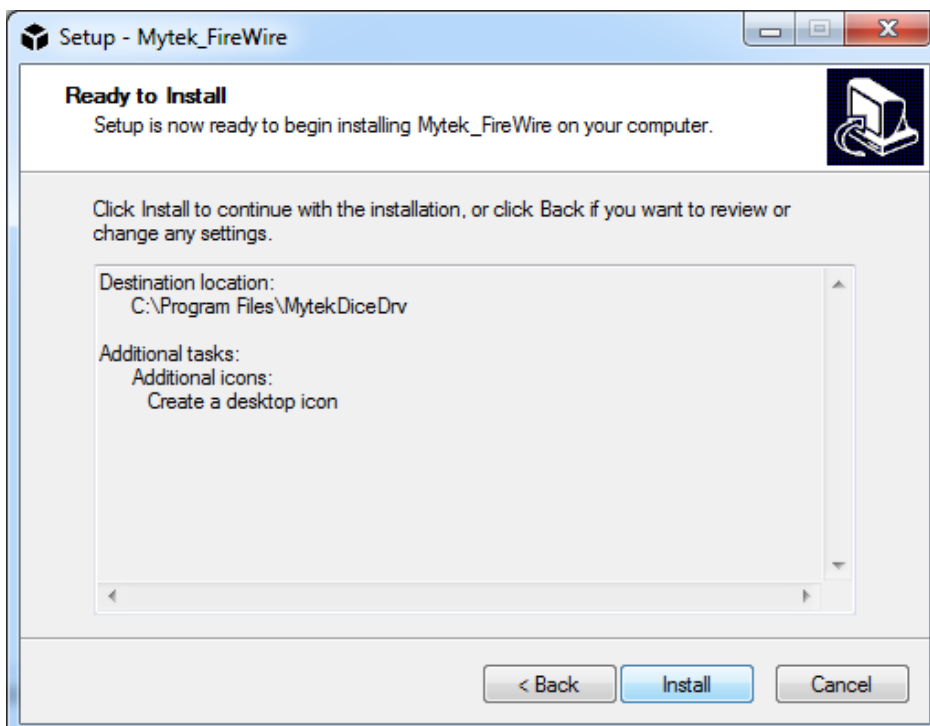 Setup - Mytek_FireWire
Ready to Install
Setup is now ready to begin installing Mytek_FireWire on your computer.
Click Install to continue with the installation, or click Back if you want to review or
change any settings.
Destination location:
C:\Program Files\MytekDiceDrv
Additional tasks:
Additional icons:
Create a desktop icon
< Back
Install
Cancel